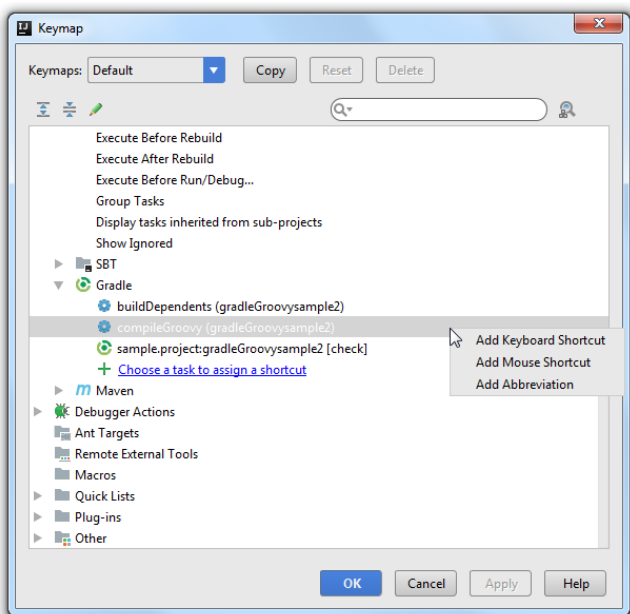 Keymap
Keymaps: Default Copy Reset Delete
Execute Before Rebuild
Execute After Rebuild
Execute Before Run/Debug...
Group Tasks
Display tasks inherited from sub-projects
Show Ignored
SBT
Gradle
buildDependents (gradleGroovysample2)
compileGroovy (gradleGroovysample2)
sample.project:gradleGroovysample2 [check]
Choose a task to assign a shortcut
Maven
Debugger Actions
Ant Targets
Remote External Tools
Macros
Quick Lists
Plug-ins
Other
Add Keyboard Shortcut
Add Mouse Shortcut
Add Abbreviation
OK Cancel Apply Help